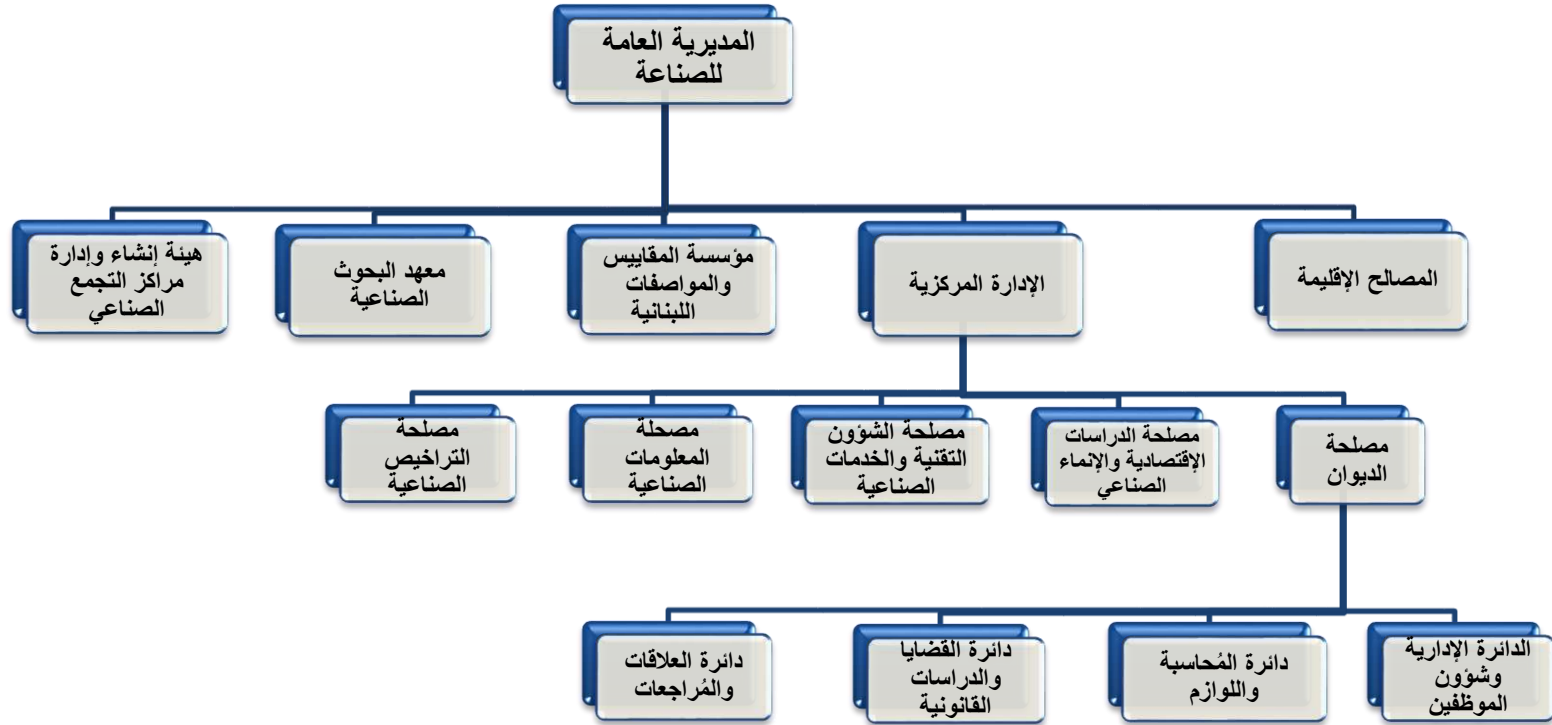 المديرية العامة
للصناعة
المصالح الإقليمة
الإدارة المركزية
مؤسسة المقاييس
والمواصفات
اللبنانية
معهد البحوث
الصناعية
هيئة إنشاء وإدارة
مراكز التجمع
الصناعي
مصلحة
الديوان
مصلحة الدراسات
الإقتصادية والإنماء
الصناعي
مصلحة الشؤون
التقنية والخدمات
الصناعية
مصحلة
المعلومات
الصناعية
مصلحة
التراخيص
الصناعية
الدائرة الإدارية
وشؤون
الموظفين
دائرة المُحاسبة
واللوازم
دائرة القضايا
والدراسات
القانونية
دائرة العلاقات
والمُراجعات